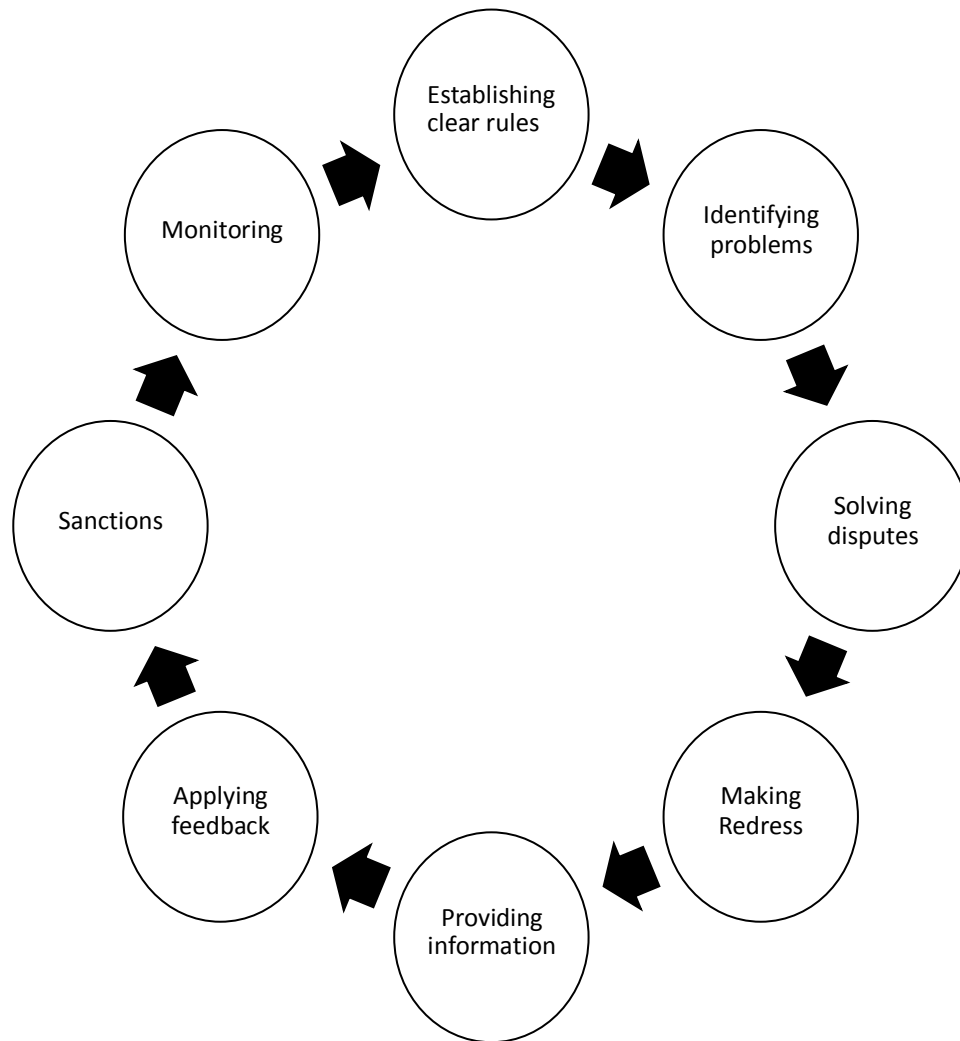 Establishing
clear rules
Identifying
problems
Solving
disputes
Making
Redress
Providing
information
Applying
feedback
Sanctions
Monitoring